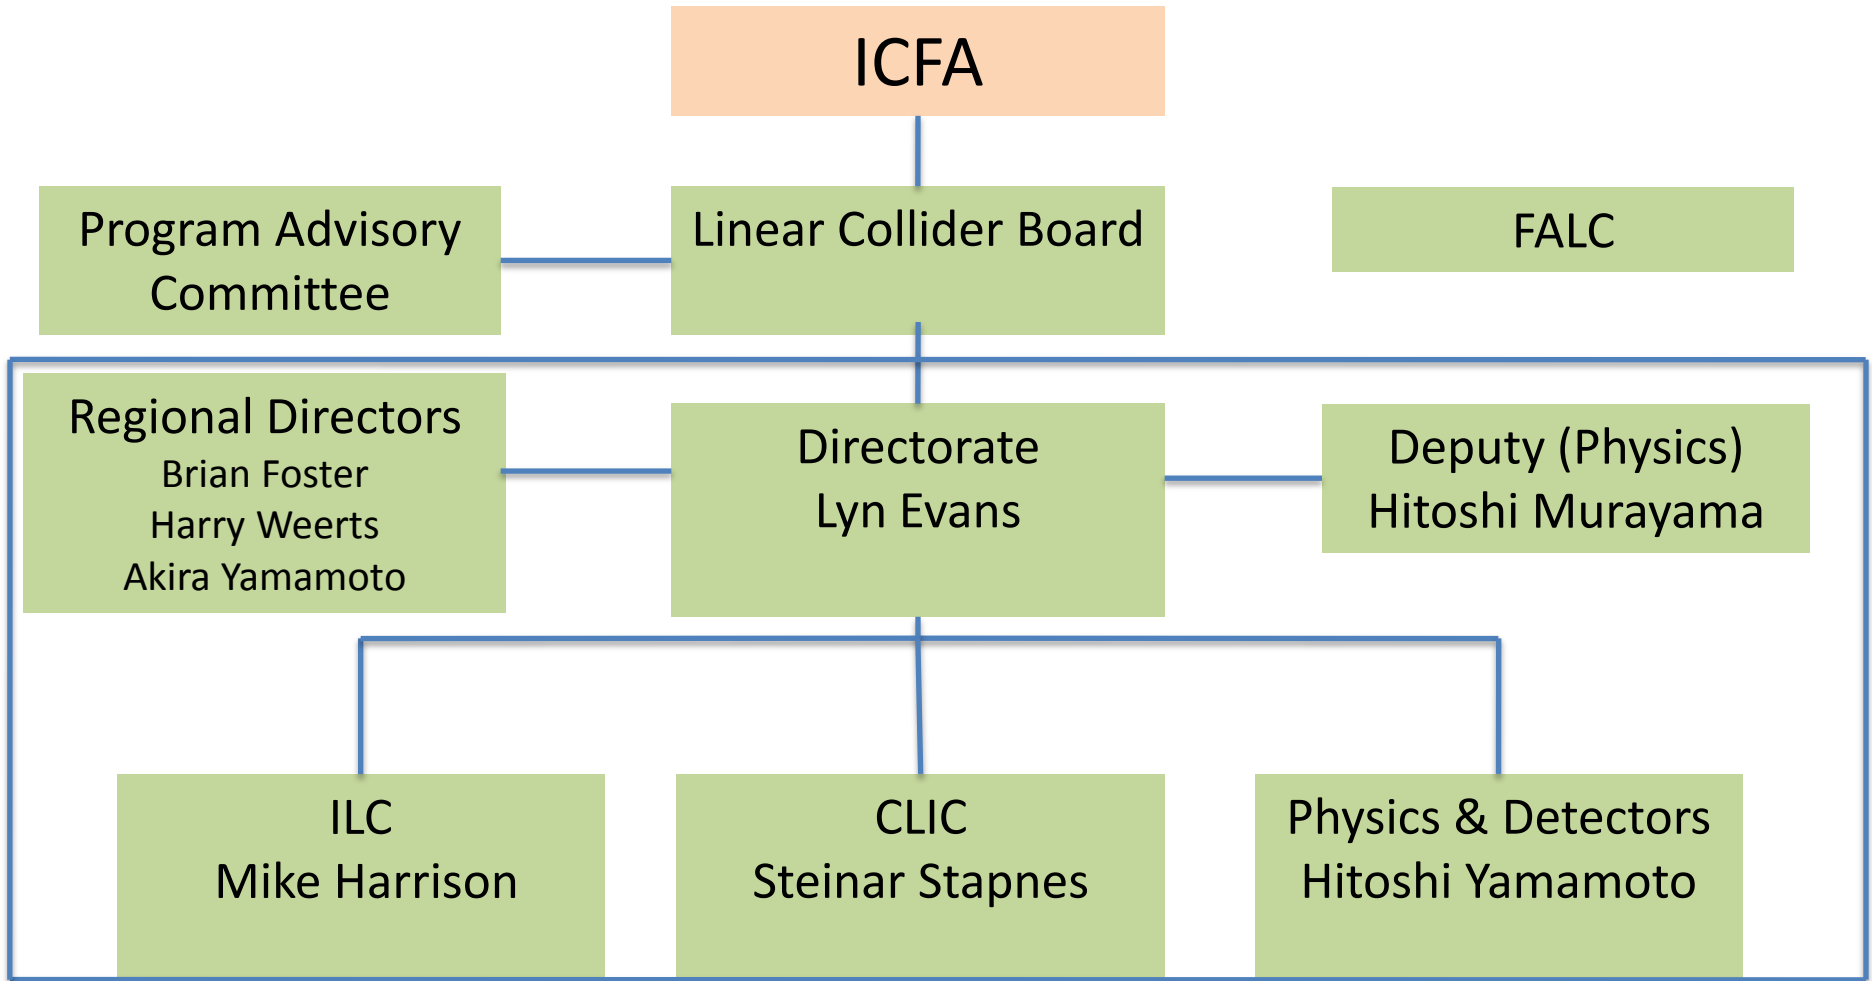 ICFA
Program Advisory
Committee
Linear Collider Board
FALC
Regional Directors
Brian Foster
Harry Weerts
Akira Yamamoto
Directorate
Lyn Evans
Deputy (Physics)
Hitoshi Murayama
ILC
Mike Harrison
CLIC
Steinar Stapnes
Physics & Detectors
Hitoshi Yamamoto